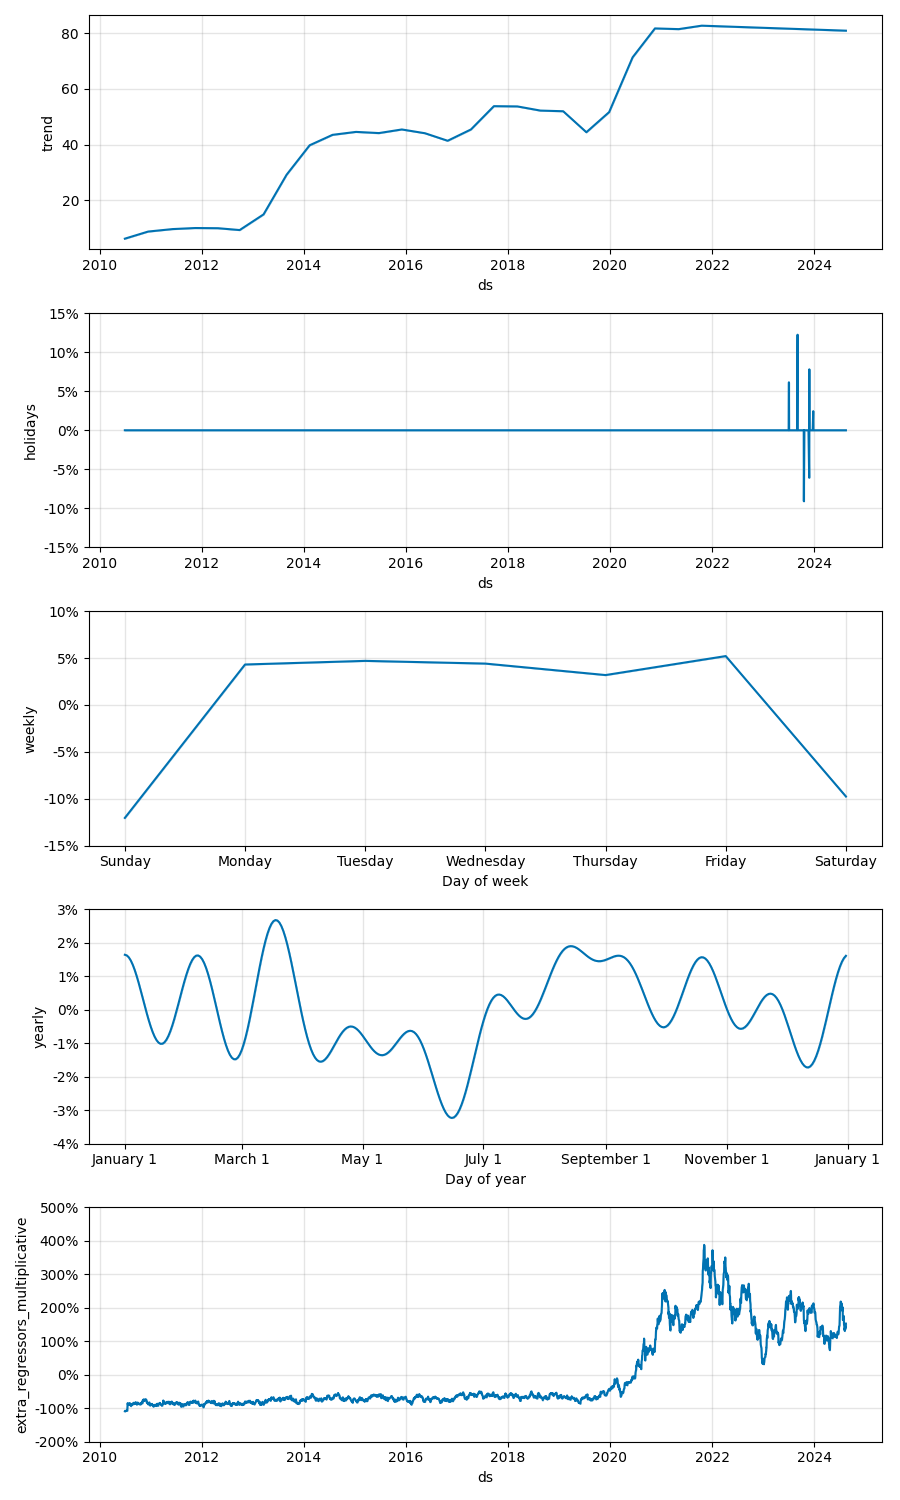 80
60
40
20
trend
2010 2012 2014 2016 2018 2020 2022 2024
ds
15%
10%
5%
0%
-5%
-10%
-15%
holidays
2010 2012 2014 2016 2018 2020 2022 2024
ds
10%
5%
0%
-5%
-10%
-15%
weekly
Sunday Monday Tuesday Wednesday Thursday Friday Saturday
Day of week
3%
2%
1%
0%
-1%
-2%
-3%
-4%
yearly
January 1 March 1 May 1 July 1 September 1 November 1 January 1
Day of year
500%
400%
300%
200%
100%
0%
-100%
-200%
extra_regressors_multiplicative
2010 2012 2014 2016 2018 2020 2022 2024
ds